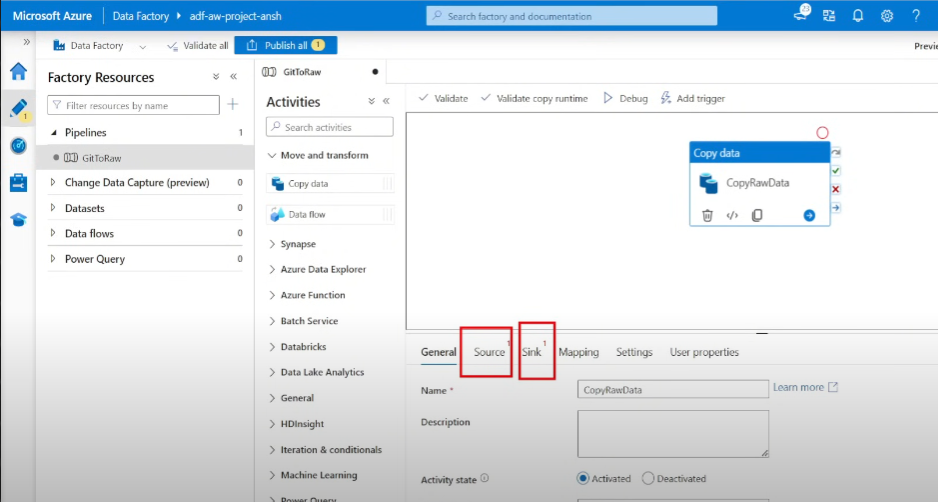 Microsoft Azure Data Factory adf-aw-project-ansh Search factory and documentation 23 ?
Data Factory Validate all Publish all 1 Previe
Factory Resources
Filter resources by name
Pipelines 1
GitToRaw
Change Data Capture (preview) 0
Datasets 0
Data flows 0
Power Query 0
1
GitToRaw
Activities
Search activities
Move and transform
Copy data
Data flow
Synapse
Azure Data Explorer
Azure Function
Batch Service
Databricks
Data Lake Analytics
General
HDInsight
Iteration & conditionals
Machine Learning
Power Query
Validate Validate copy runtime Debug Add trigger
Copy data
CopyRawData
General Source 1 Sink 1 Mapping Settings User properties
Name * CopyRawData Learn more
Description
Activity state Activated Deactivated